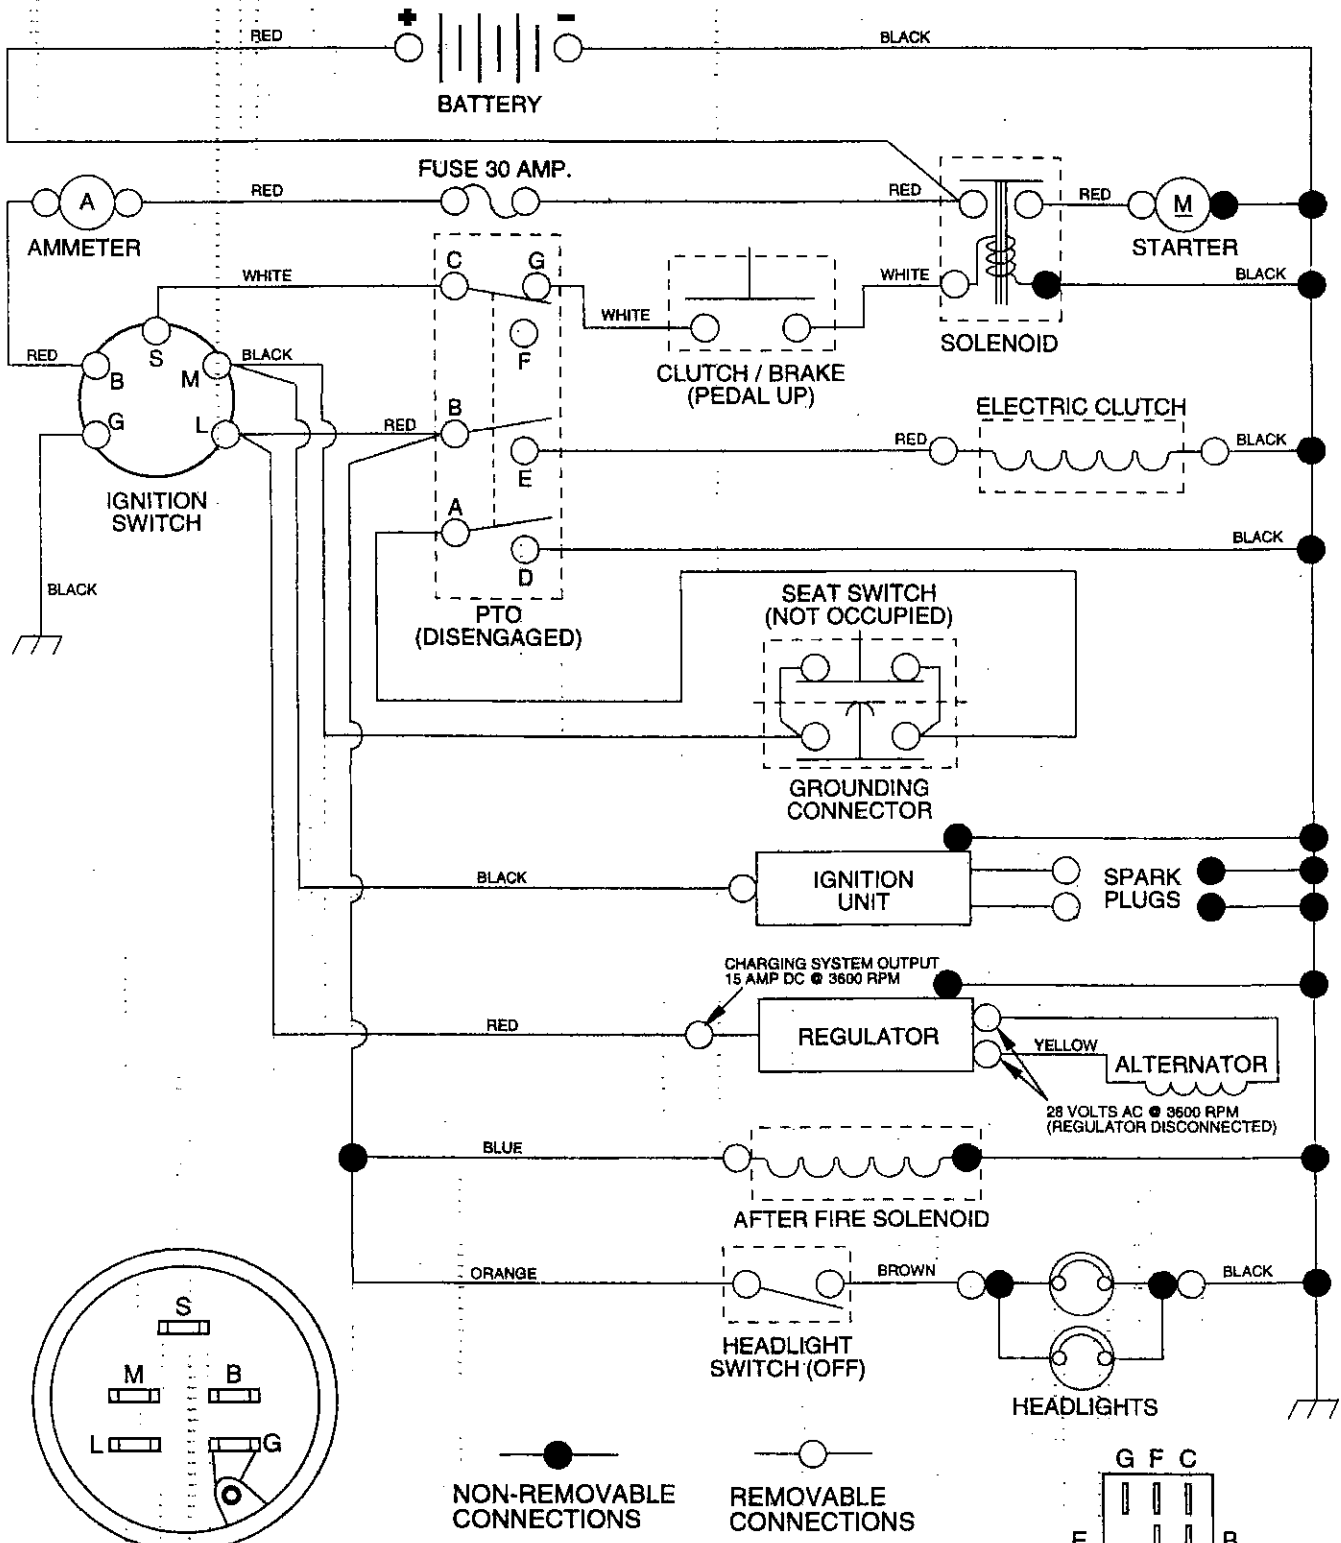 + -
RED
BLACK
BATTERY
FUSE 30 AMP.
A
RED
RED
RED
M
AMMETER
STARTER
C G
WHITE
WHITE
BLACK
WHITE
S
F
SOLENOID
RED
B
M
BLACK
CLUTCH / BRAKE
(PEDAL UP)
G
L
RED
B
ELECTRIC CLUTCH
RED
BLACK
E
IGNITION
SWITCH
A
D
BLACK
BLACK
PTO
(DISENGAGED)
SEAT SWITCH
(NOT OCCUPIED)
GROUNDING
CONNECTOR
BLACK
IGNITION
UNIT
SPARK
PLUGS
CHARGING SYSTEM OUTPUT
15 AMP DC @ 3600 RPM
RED
REGULATOR
YELLOW
ALTERNATOR
28 VOLTS AC @ 3600 RPM
(REGULATOR DISCONNECTED)
BLUE
AFTER FIRE SOLENOID
ORANGE
BROWN
BLACK
HEADLIGHT
SWITCH (OFF)
HEADLIGHTS
S
M B
L G
NON-REMOVABLE
CONNECTIONS
REMOVABLE
CONNECTIONS
G F C
E B